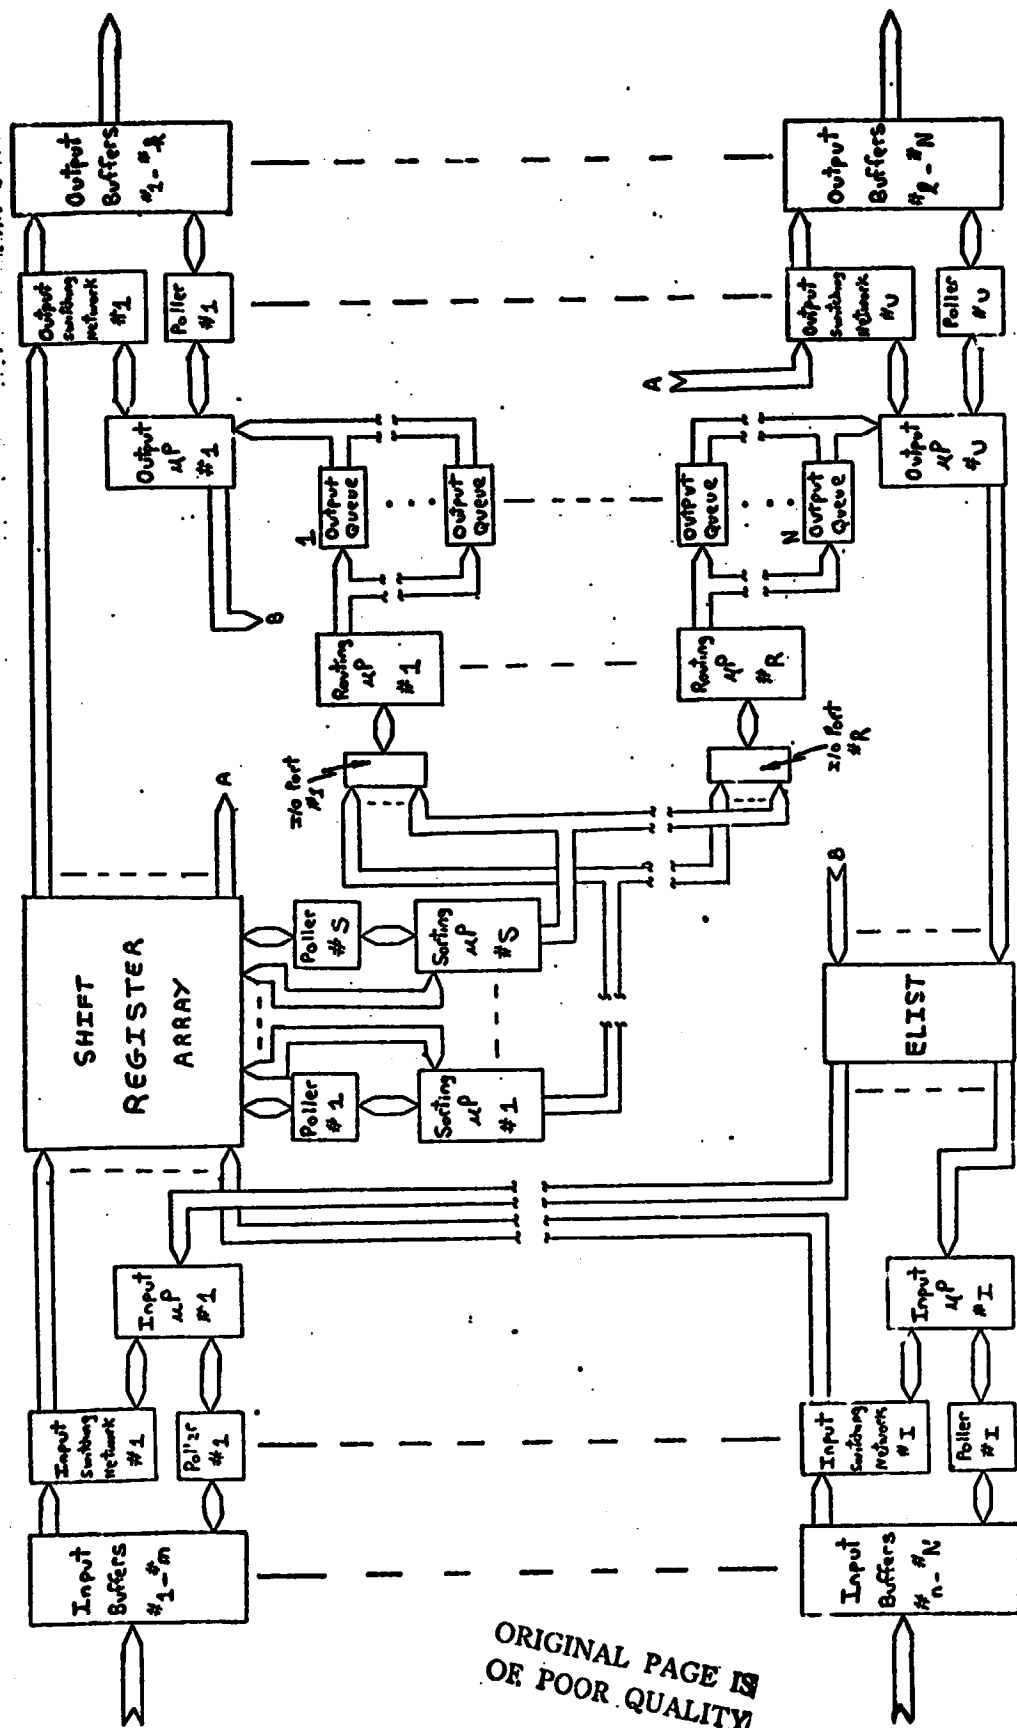 Input
Buffers
#1-#m
Input
Switching
Network
#1
Poller
#1
Input
μP
#1
SHIFT
REGISTER
ARRAY
Poller
#1
Sorting
μP
#1
Poller
#S
Sorting
μP
#S
A
I/O Port
#1
Routing
μP
#1
1
Output
Queue
Output
Queue
B
Output
μP
#1
Output
Switching
Network
#1
Poller
#1
Output
Buffers
#1-#l
Input
Buffers
#n-#N
Input
Switching
Network
#I
Poller
#I
Input
μP
#I
ELIST
B
I/O Port
#R
Routing
μP
#R
Output
Queue
N
Output
Queue
A
Output
μP
#U
Output
Switching
Network
#U
Poller
#U
Output
Buffers
#l-#N
ORIGINAL PAGE IS
OF POOR QUALITY